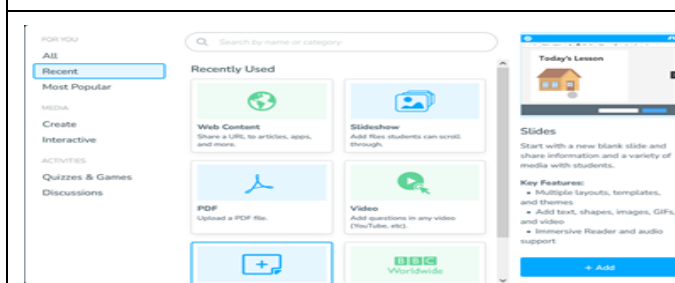 FOR YOU
All
Recent
Most Popular
MEDIA
Create
Interactive
ACTIVITIES
Quizzes & Games
Discussions
Search by name or category
Recently Used
Web Content
Share a URL to articles, apps,
and more.
Slideshow
Add files students can scroll
through.
PDF
Upload a PDF file.
Video
Add questions in any video
(YouTube, etc).
BBC
Worldwide
Today's Lesson
Slides
Start with a new blank slide and
share information and a variety of
media with students.
Key Features:
• Multiple layouts, templates,
and themes
• Add text, shapes, images, GIFs,
and video
• Immersive Reader and audio
support
+ Add